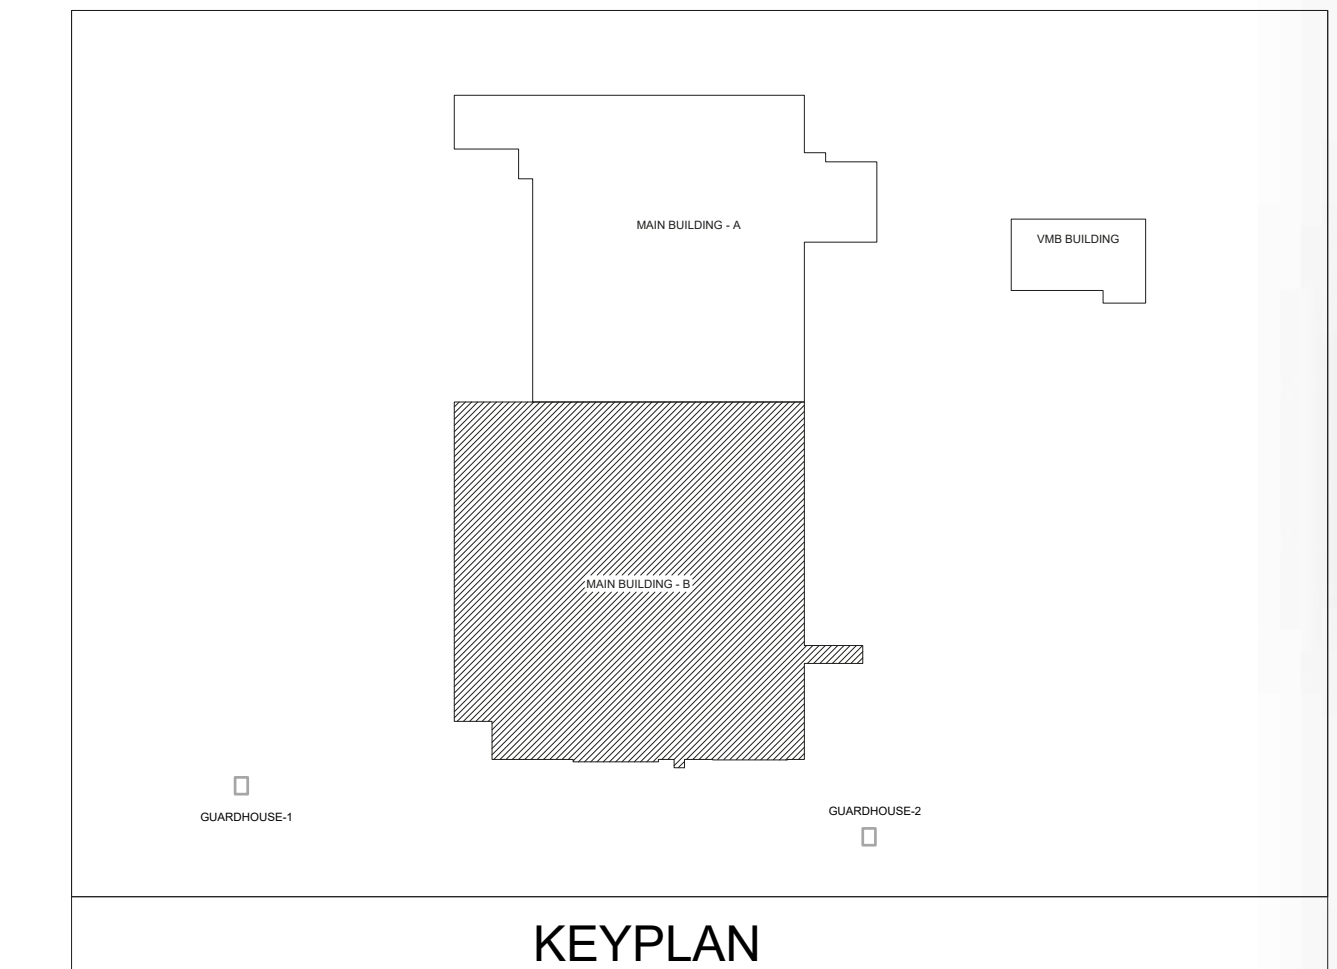 MAIN BUILDING - A
VMB BUILDING
MAIN BUILDING - B
GUARDHOUSE-1
GUARDHOUSE-2
KEYPLAN